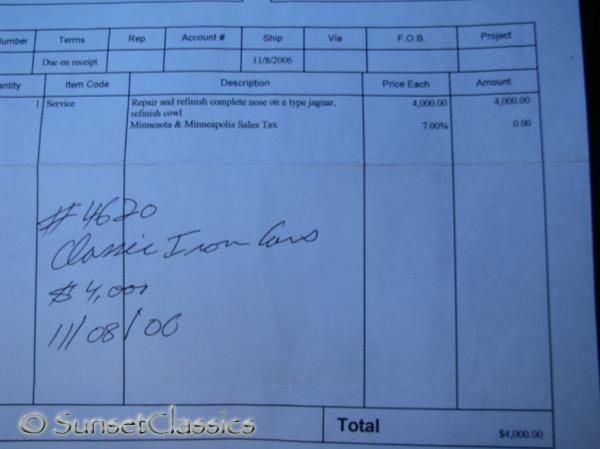 umber Terms Rep Account # Ship Via F.O.B. Project
Due on receipt 11/8/2006
antity Item Code Description Price Each Amount
1 Service Repair and refinish complete nose on e type jaguar, 4,000.00 4,000.00
refinish cowl
Minnesota & Minneapolis Sales Tax 7.00% 0.00
#4620
Classic Iron Cars
$4,000
11/08/06
Total $4,000.00
© SunsetClassics